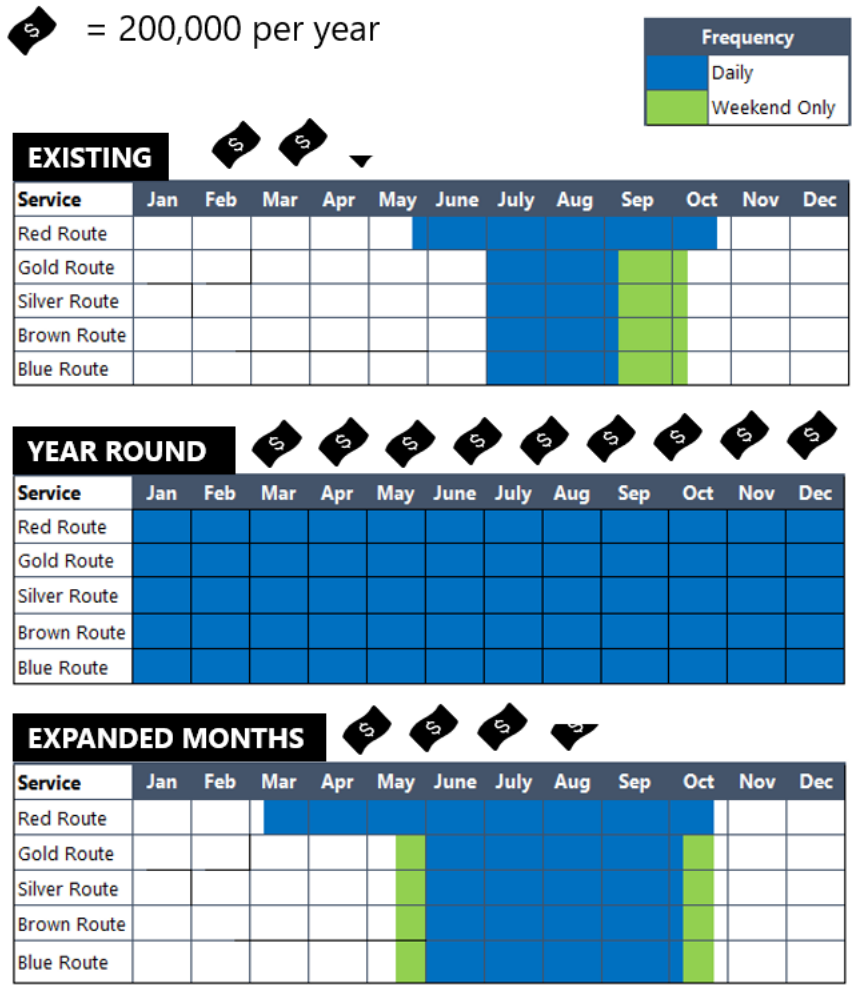 $ = 200,000 per year
Frequency
Daily
Weekend Only
EXISTING $ $
Service Jan Feb Mar Apr May June July Aug Sep Oct Nov Dec
Red Route
Gold Route
Silver Route
Brown Route
Blue Route
YEAR ROUND $ $ $ $ $ $ $ $ $
Service Jan Feb Mar Apr May June July Aug Sep Oct Nov Dec
Red Route
Gold Route
Silver Route
Brown Route
Blue Route
EXPANDED MONTHS $ $ $ $
Service Jan Feb Mar Apr May June July Aug Sep Oct Nov Dec
Red Route
Gold Route
Silver Route
Brown Route
Blue Route